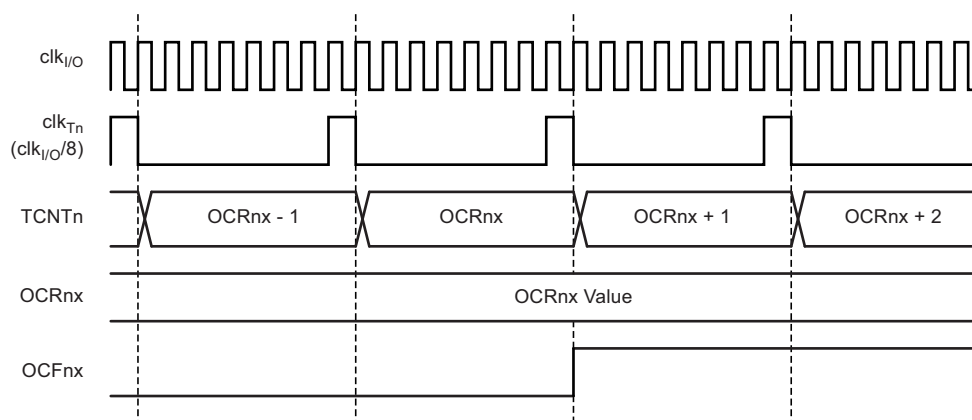 clkI/O
clkTn
(clkI/O/8)
TCNTn OCRnx - 1 OCRnx OCRnx + 1 OCRnx + 2
OCRnx OCRnx Value
OCFnx